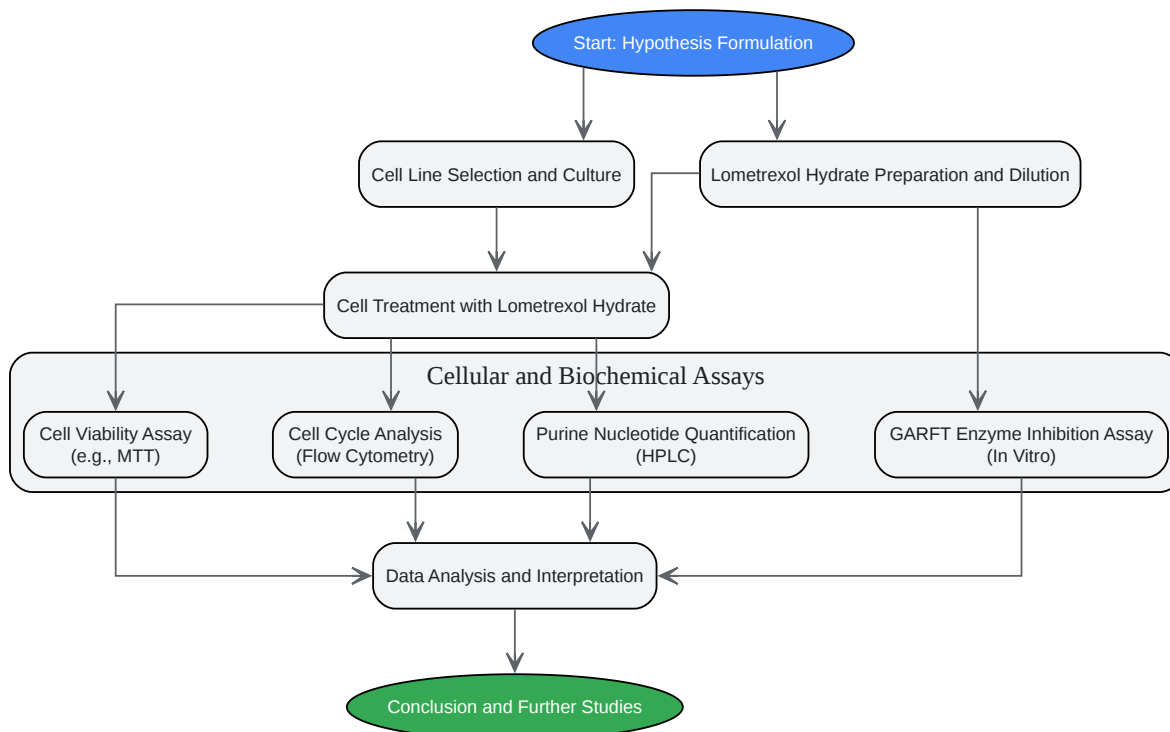 Start: Hypothesis Formulation
Cell Line Selection and Culture
Lometrexol Hydrate Preparation and Dilution
Cell Treatment with Lometrexol Hydrate
Cellular and Biochemical Assays
Cell Viability Assay
(e.g., MTT)
Cell Cycle Analysis
(Flow Cytometry)
Purine Nucleotide Quantification
(HPLC)
GARFT Enzyme Inhibition Assay
(In Vitro)
Data Analysis and Interpretation
Conclusion and Further Studies